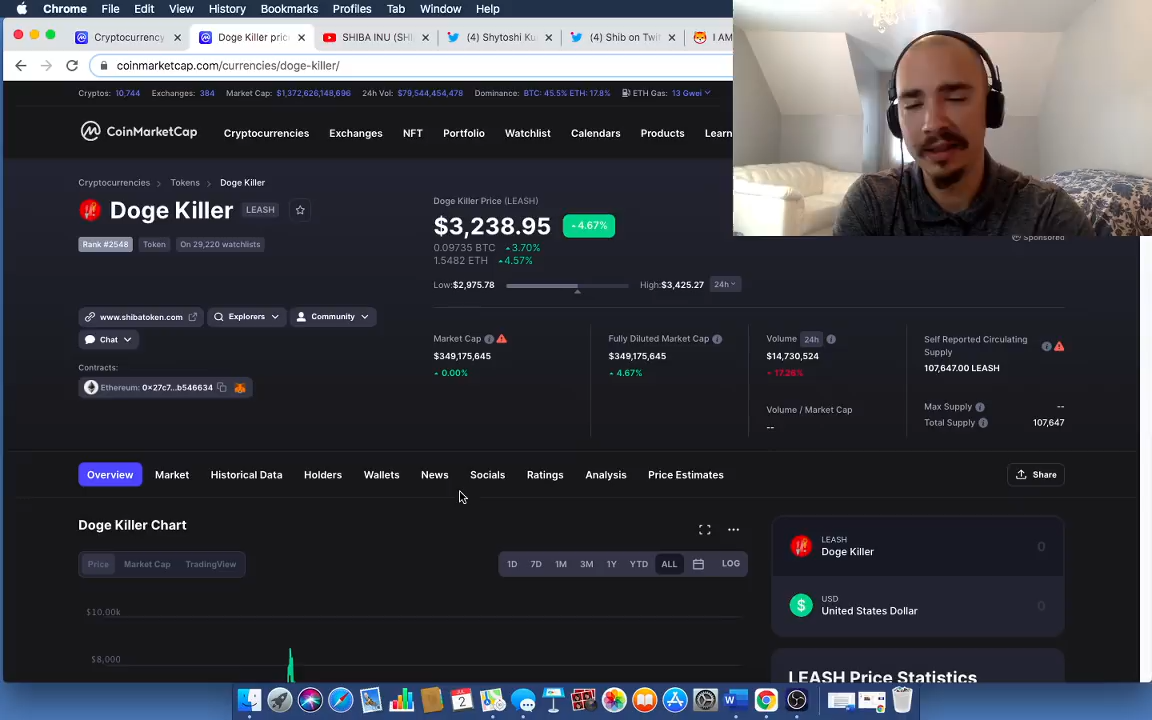 Chrome File Edit View History Bookmarks Profiles Tab Window Help
Cryptocurrency
Doge Killer pric
SHIBA INU (SHI
(4) Shytoshi Ku
(4) Shib on Twit
I AM
coinmarketcap.com/currencies/doge-killer/
Cryptos: 10,744 Exchanges: 384 Market Cap: $1,372,626,148,696 24h Vol: $79,544,454,478 Dominance: BTC: 45.5% ETH: 17.8% ETH Gas: 13 Gwei
CoinMarketCap Cryptocurrencies Exchanges NFT Portfolio Watchlist Calendars Products Learn
Cryptocurrencies Tokens Doge Killer
Doge Killer LEASH
Rank #2548 Token On 29,220 watchlists
www.shibatoken.com Explorers Community
Chat
Contracts:
Ethereum: 0x27c7...b546634
Doge Killer Price (LEASH)
$3,238.95 4.67%
0.09735 BTC 3.70%
1.5482 ETH 4.57%
Low: $2,975.78 High: $3,425.27 24h
Sponsored
Market Cap
$349,175,645
0.00%
Fully Diluted Market Cap
$349,175,645
4.67%
Volume 24h
$14,730,524
17.26%
Volume / Market Cap
--
Self Reported Circulating
Supply
107,647.00 LEASH
Max Supply --
Total Supply 107,647
Overview Market Historical Data Holders Wallets News Socials Ratings Analysis Price Estimates Share
Doge Killer Chart
Price Market Cap TradingView 1D 7D 1M 3M 1Y YTD ALL LOG
$10.00k
$8,000
LEASH
Doge Killer 0
USD
United States Dollar 0
LEASH Price Statistics
JUL
2